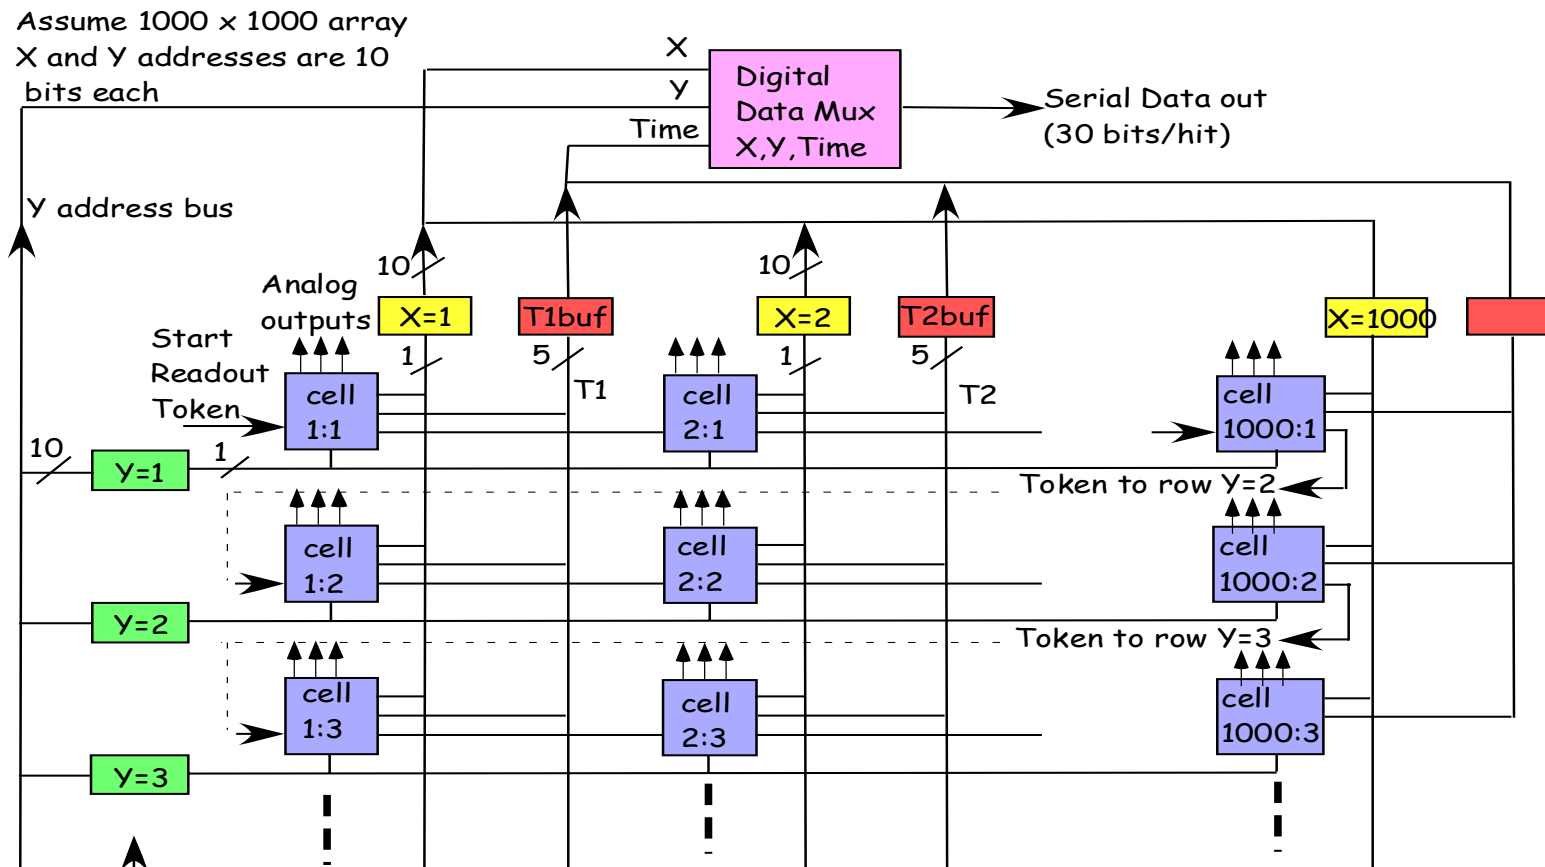 Assume 1000 x 1000 array
X and Y addresses are 10
bits each
X
Y
Time
Digital
Data Mux
X,Y,Time
Serial Data out
(30 bits/hit)
Y address bus
10
10
Analog
outputs
X=1
T1buf
X=2
T2buf
X=1000
Start
Readout
Token
1
5
T1
1
5
T2
cell
1:1
cell
2:1
cell
1000:1
10
Y=1
1
Token to row Y=2
cell
1:2
cell
2:2
cell
1000:2
Y=2
Token to row Y=3
cell
1:3
cell
2:3
cell
1000:3
Y=3